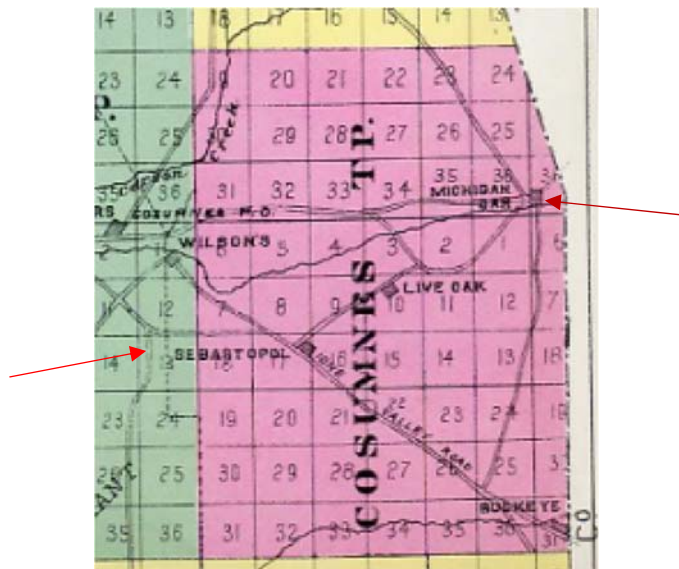 14 13 18 17 16 15 14 13
23 24 19 20 21 22 23 24
Creek
26 25 30 29 28 27 26 25
35 36
36 31 32 33 34 MICHIGAN BAR
COSUMNES P.O.
WILSON'S 5 4 3 2 1 6
LIVE OAK
11 12 7 8 9 10 11 12 7
SEBASTOPOL
14 13 18 17 16 15 14 13 18
IONE VALLEY ROAD
23 24 19 20 21 22 23 24 19
25 30 29 28 27 26 25
BUCKEYE
35 36 31 32 33 34 35 36 31
COSUMNES TP.
CO